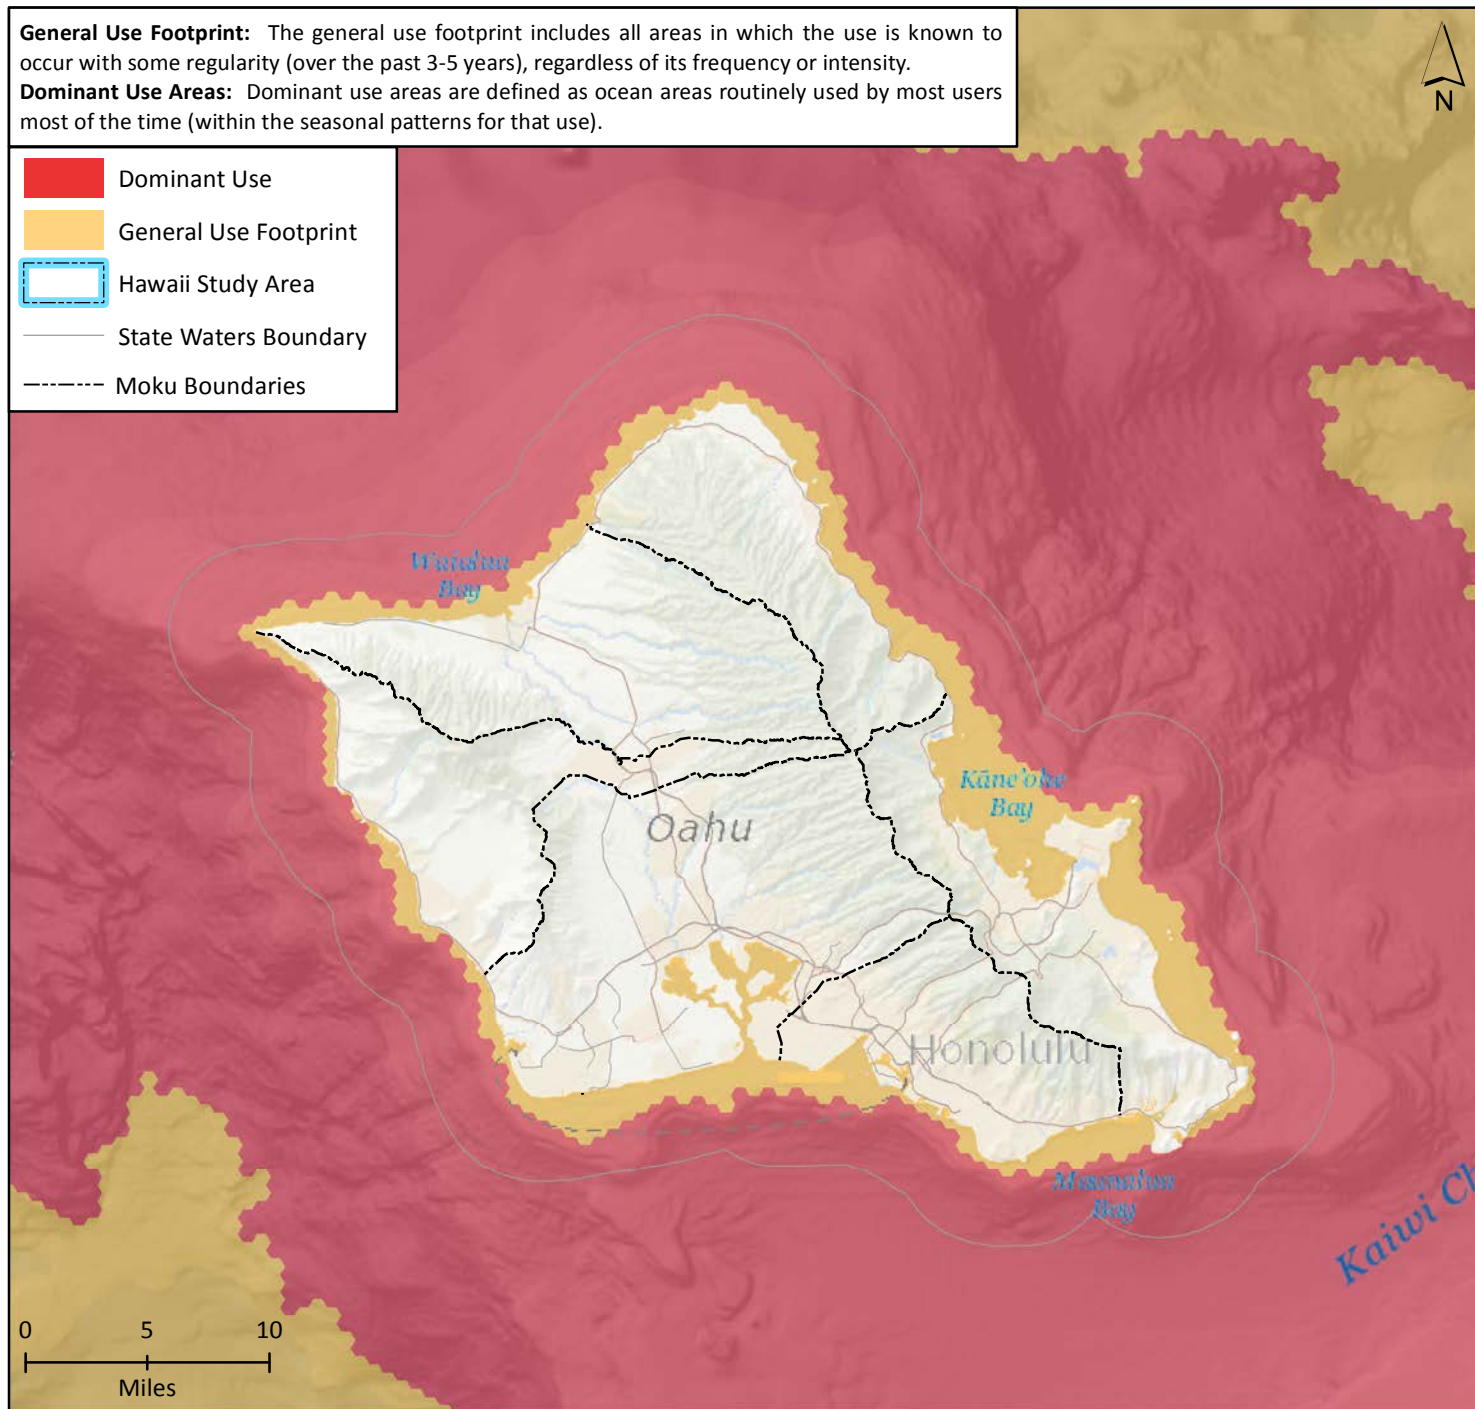 General Use Footprint: The general use footprint includes all areas in which the use is known to
occur with some regularity (over the past 3-5 years), regardless of its frequency or intensity.
Dominant Use Areas: Dominant use areas are defined as ocean areas routinely used by most users
most of the time (within the seasonal patterns for that use).
N
Dominant Use
General Use Footprint
Hawaii Study Area
State Waters Boundary
Moku Boundaries
Waialua
Bay
Kāne'ohe
Bay
Oahu
Honolulu
Maunalua
Bay
Kaiwi Ch
0 5 10
Miles